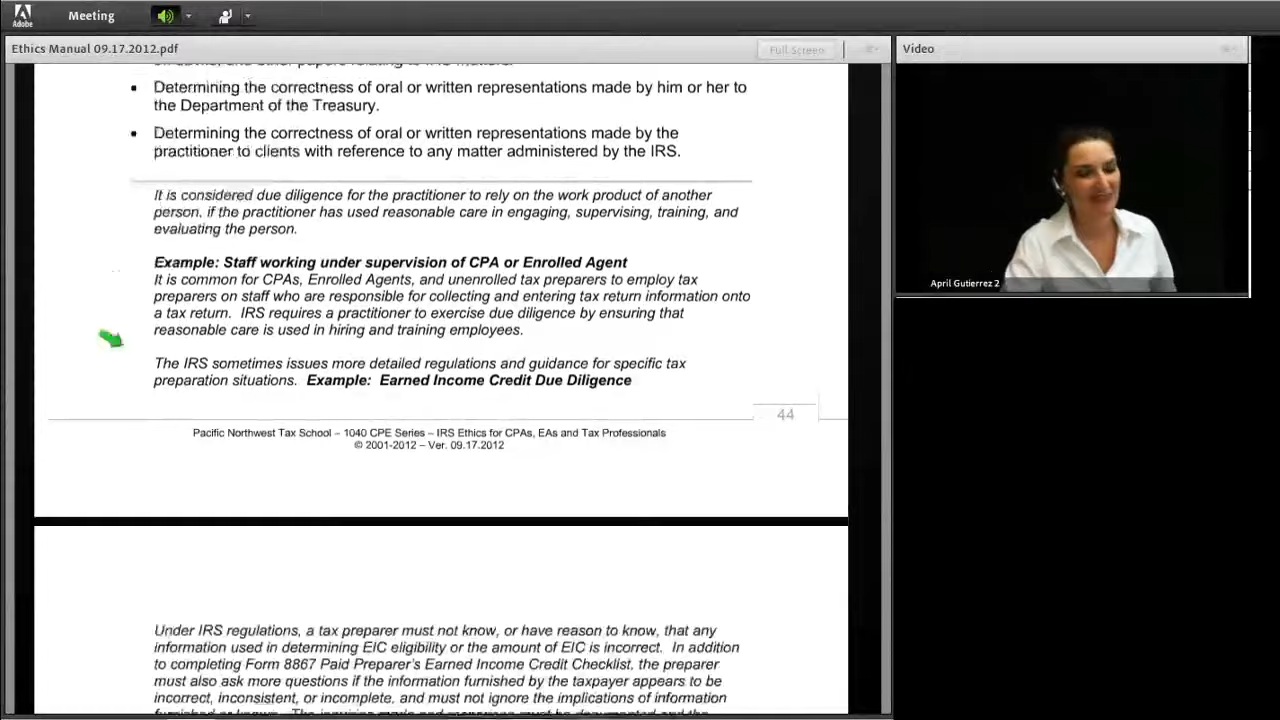 Adobe
Meeting
Ethics Manual 09.17.2012.pdf
Full Screen
Video
Determining the correctness of oral or written representations made by him or her to
the Department of the Treasury.
Determining the correctness of oral or written representations made by the
practitioner to clients with reference to any matter administered by the IRS.
It is considered due diligence for the practitioner to rely on the work product of another
person, if the practitioner has used reasonable care in engaging, supervising, training, and
evaluating the person.
Example: Staff working under supervision of CPA or Enrolled Agent
It is common for CPAs, Enrolled Agents, and unenrolled tax preparers to employ tax
preparers on staff who are responsible for collecting and entering tax return information onto
a tax return. IRS requires a practitioner to exercise due diligence by ensuring that
reasonable care is used in hiring and training employees.
The IRS sometimes issues more detailed regulations and guidance for specific tax
preparation situations. Example: Earned Income Credit Due Diligence
44
Pacific Northwest Tax School – 1040 CPE Series – IRS Ethics for CPAs, EAs and Tax Professionals
© 2001-2012 – Ver. 09.17.2012
Under IRS regulations, a tax preparer must not know, or have reason to know, that any
information used in determining EIC eligibility or the amount of EIC is incorrect. In addition
to completing Form 8867 Paid Preparer's Earned Income Credit Checklist, the preparer
must also ask more questions if the information furnished by the taxpayer appears to be
incorrect, inconsistent, or incomplete, and must not ignore the implications of information
April Gutierrez 2